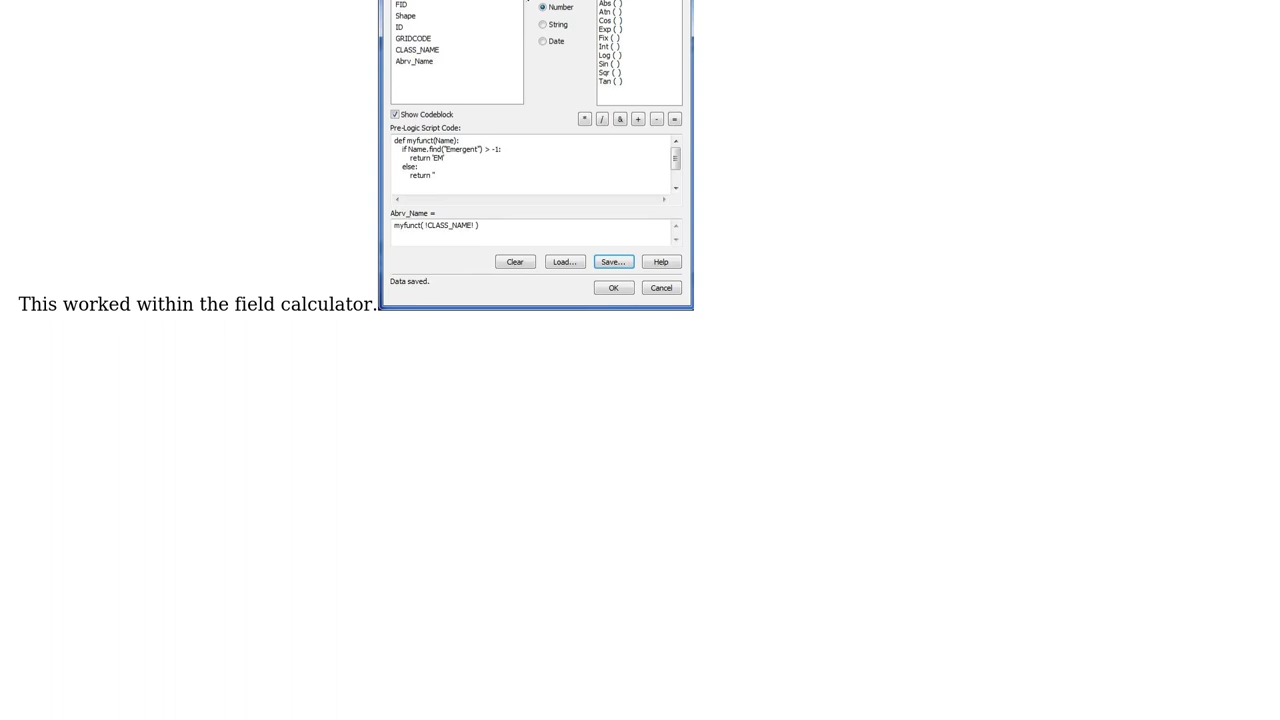 FID
Shape
ID
GRIDCODE
CLASS_NAME
Abrv_Name
Number
String
Date
Abs ( )
Atn ( )
Cos ( )
Exp ( )
Fix ( )
Int ( )
Log ( )
Sin ( )
Sqr ( )
Tan ( )
Show Codeblock
* / & + - =
Pre-Logic Script Code:
def myfunct(Name):
if Name.find("Emergent") > -1:
return 'EM'
else:
return ''
Abrv_Name =
myfunct( !CLASS_NAME! )
Clear Load... Save... Help
Data saved.
OK Cancel
This worked within the field calculator.